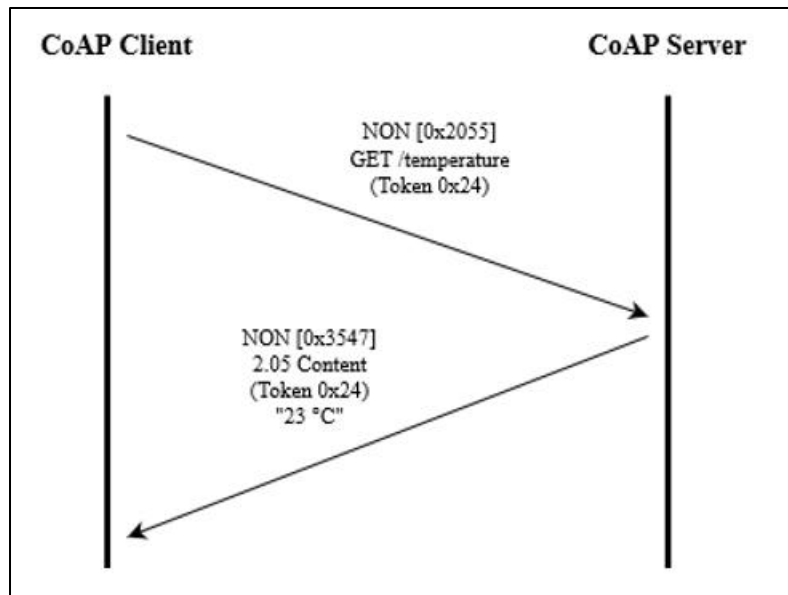 CoAP Client
CoAP Server
NON [0x2055]
GET /temperature
(Token 0x24)
NON [0x3547]
2.05 Content
(Token 0x24)
"23 °C"